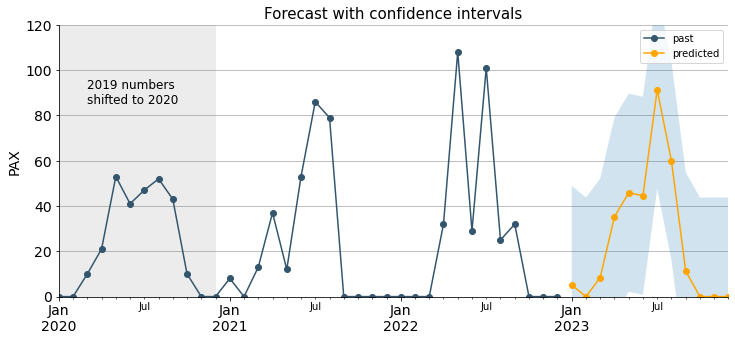 Forecast with confidence intervals
120
100
80
60
40
20
0
PAX
2019 numbers
shifted to 2020
past
predicted
Jan
2020
Jul
Jan
2021
Jul
Jan
2022
Jul
Jan
2023
Jul